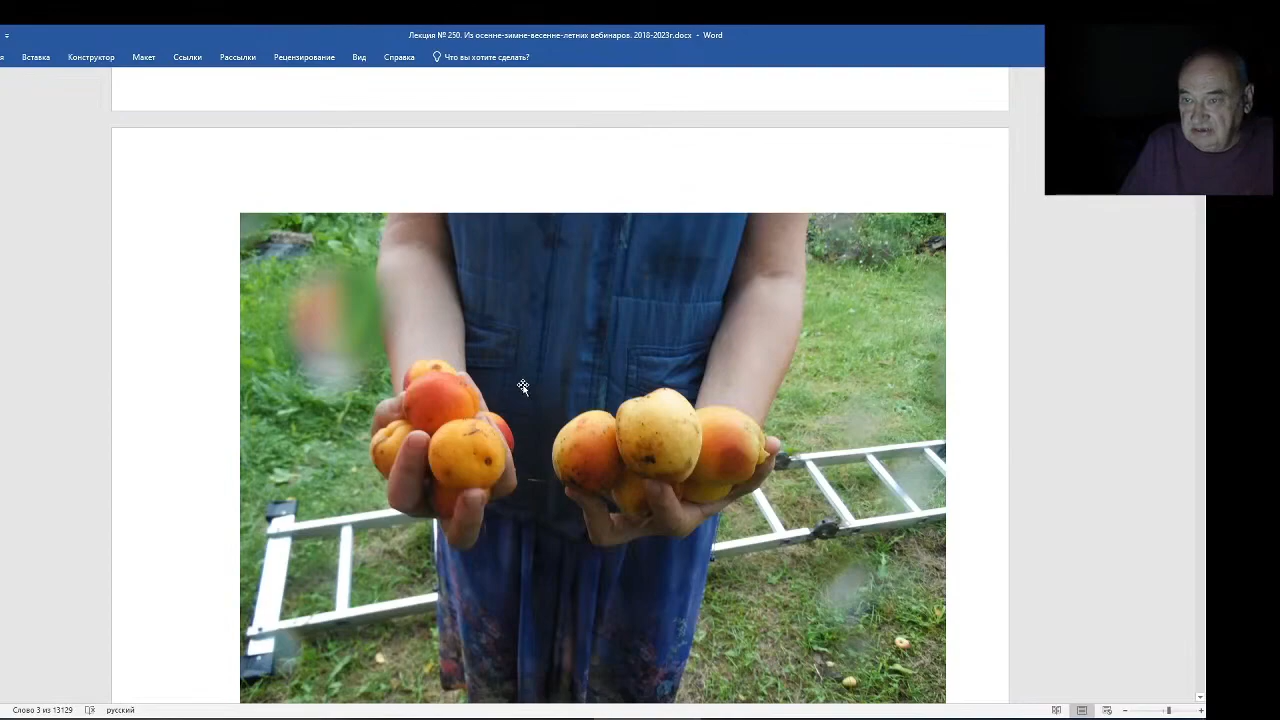 Лекция № 250. Из осенне-зимне-весенне-летних вебинаров. 2018-2023г.docx - Word
я Вставка Конструктор Макет Ссылки Рассылки Рецензирование Вид Справка Что вы хотите сделать?
Слово 3 из 13129 русский